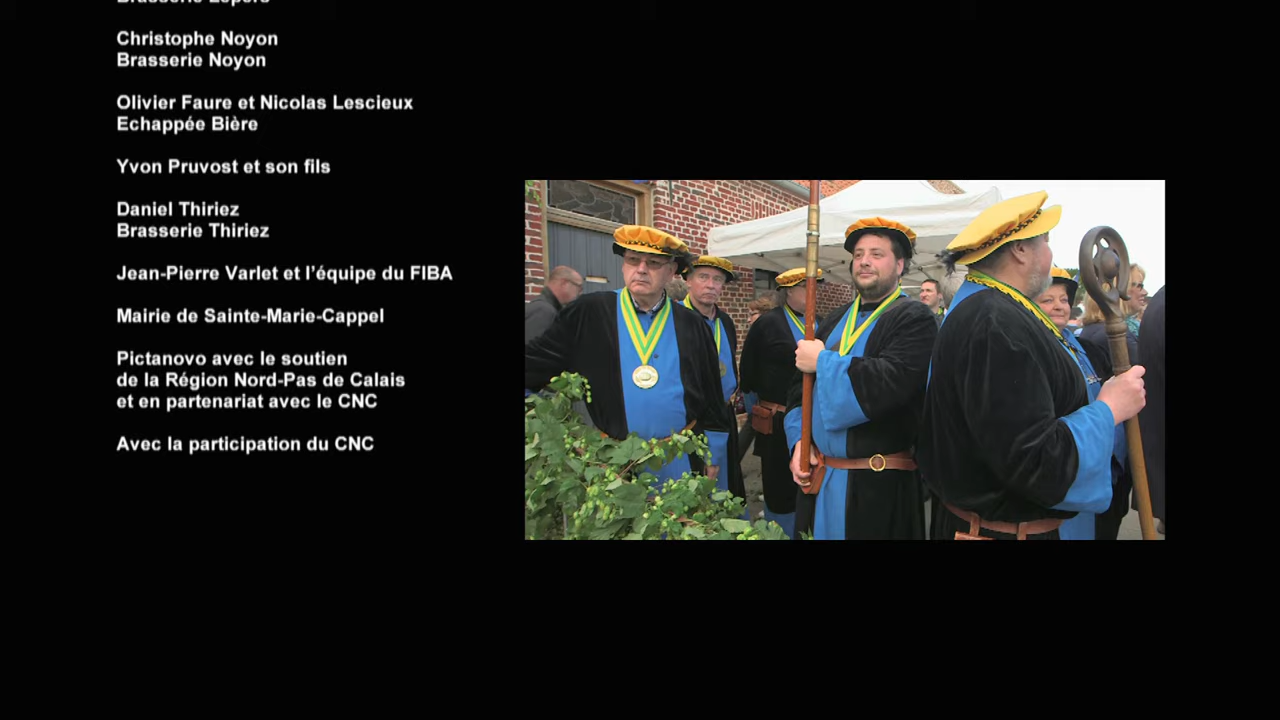 Brasserie Lepers
Christophe Noyon
Brasserie Noyon
Olivier Faure et Nicolas Lescieux
Echappée Bière
Yvon Pruvost et son fils
Daniel Thiriez
Brasserie Thiriez
Jean-Pierre Varlet et l'équipe du FIBA
Mairie de Sainte-Marie-Cappel
Pictanovo avec le soutien
de la Région Nord-Pas de Calais
et en partenariat avec le CNC
Avec la participation du CNC